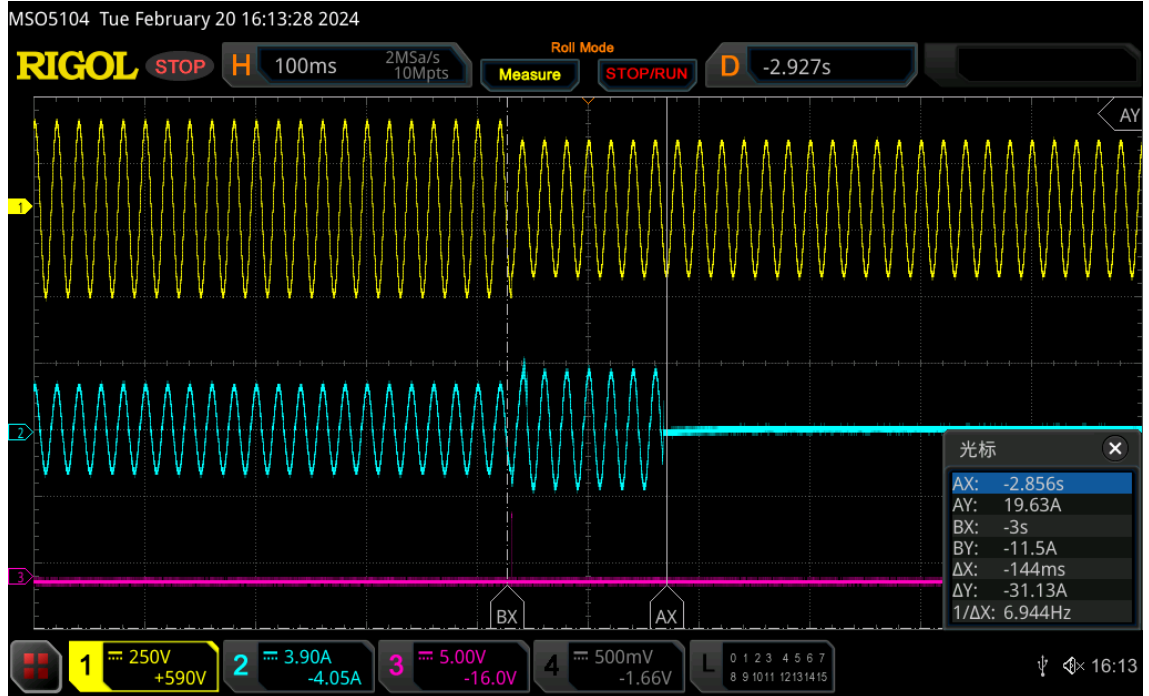 MSO5104 Tue February 20 16:13:28 2024
RIGOL STOP H 100ms 2MSa/s 10Mpts Roll Mode Measure STOP/RUN D -2.927s
AY
1
2
3
BX AX
光标
AX: -2.856s
AY: 19.63A
BX: -3s
BY: -11.5A
ΔX: -144ms
ΔY: -31.13A
1/ΔX: 6.944Hz
1 250V +590V 2 3.90A -4.05A 3 5.00V -16.0V 4 500mV -1.66V L 0 1 2 3 4 5 6 7 8 9 10 11 12 13 14 15 16:13